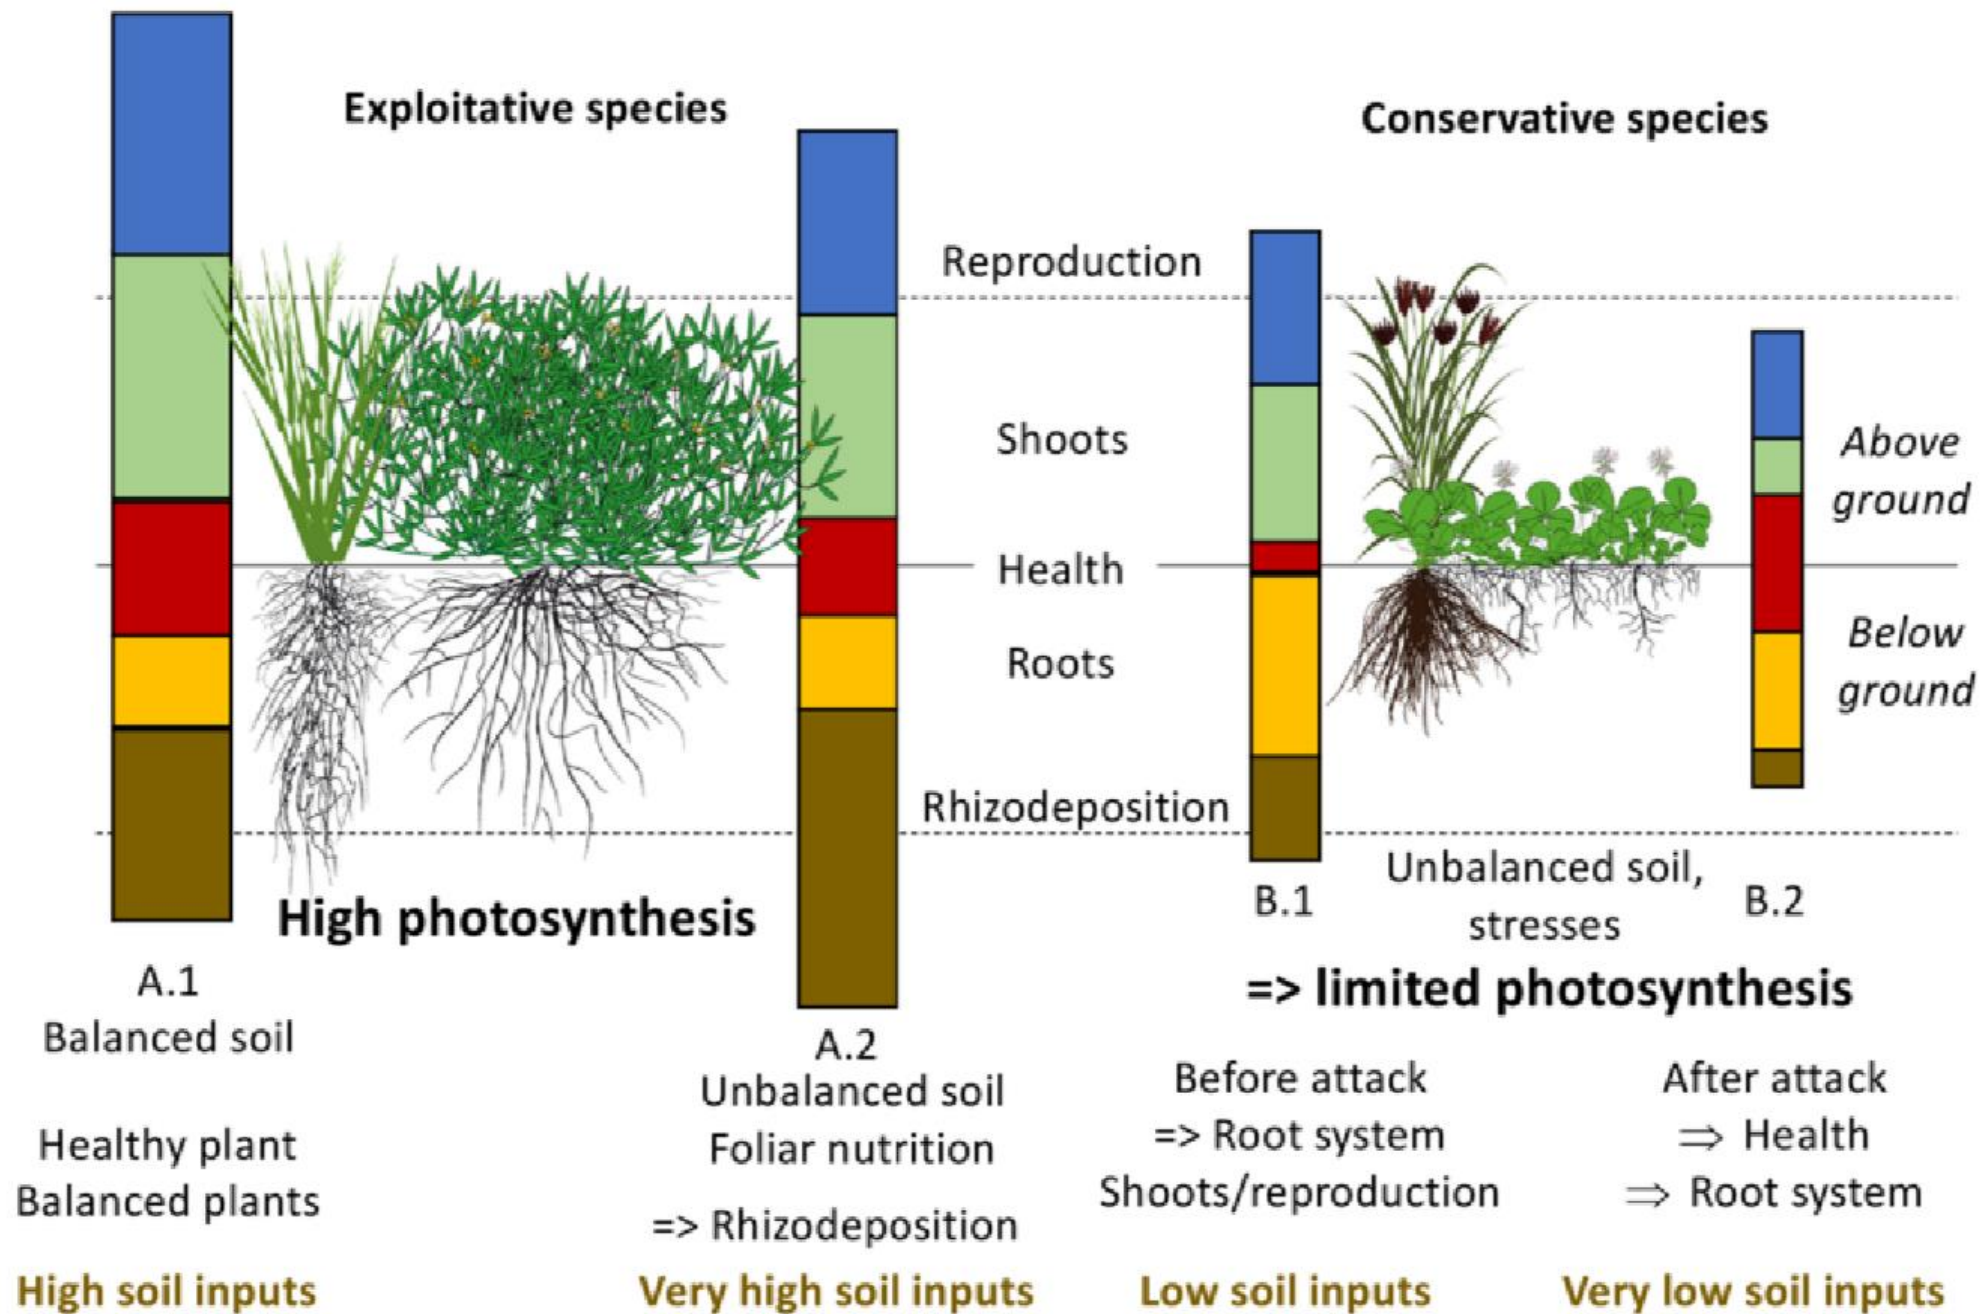 Exploitative species
Conservative species
Reproduction
Shoots
Health
Roots
Rhizodeposition
Above
ground
Below
ground
High photosynthesis
A.1
Balanced soil
Healthy plant
Balanced plants
High soil inputs
A.2
Unbalanced soil
Foliar nutrition
=> Rhizodeposition
Very high soil inputs
B.1
Unbalanced soil,
stresses
B.2
=> limited photosynthesis
Before attack
=> Root system
Shoots/reproduction
Low soil inputs
After attack
⇒ Health
⇒ Root system
Very low soil inputs